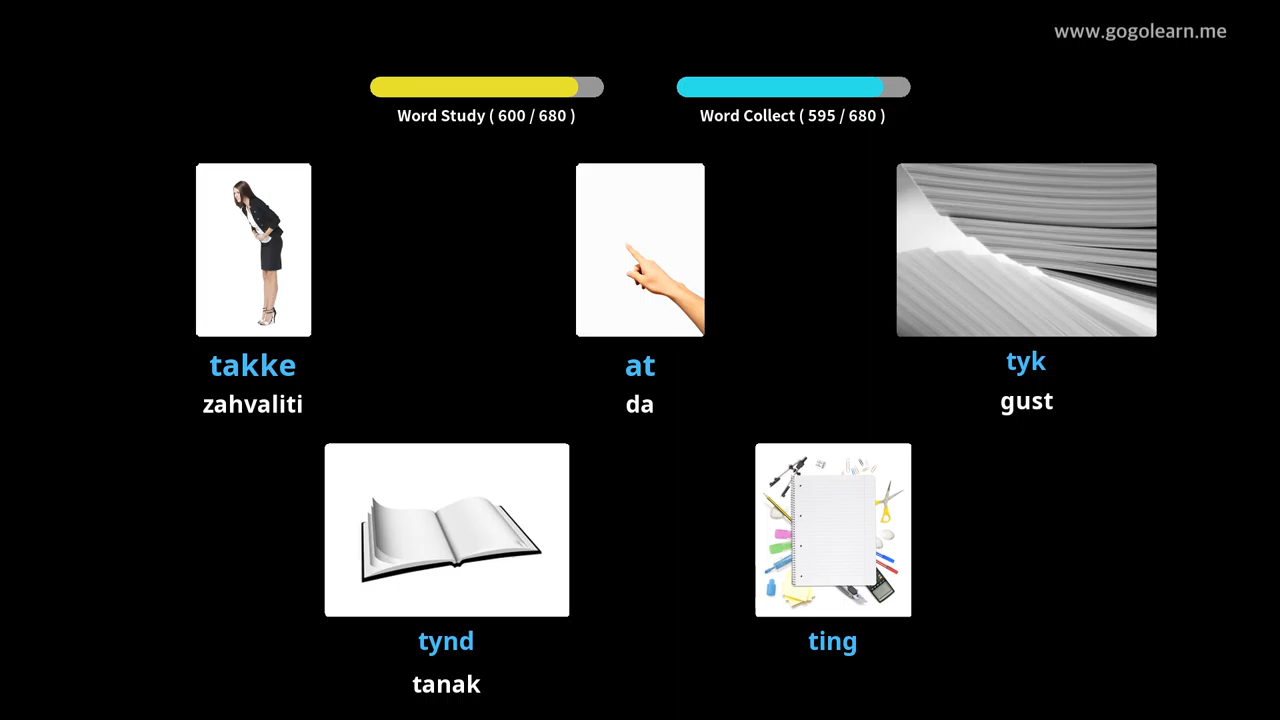 www.gogolearn.me
Word Study ( 600 / 680 )
Word Collect ( 595 / 680 )
takke
zahvaliti
at
da
tyk
gust
tynd
tanak
ting